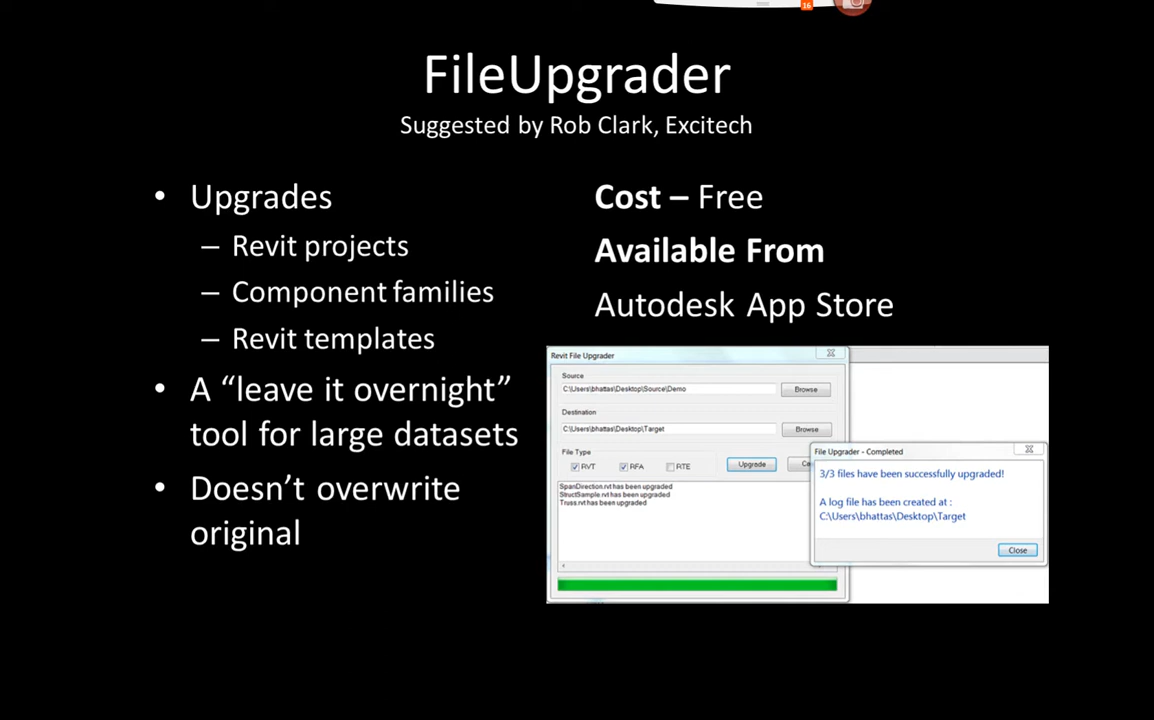 16
FileUpgrader
Suggested by Rob Clark, Excitech
• Upgrades
– Revit projects
– Component families
– Revit templates
• A “leave it overnight”
tool for large datasets
• Doesn’t overwrite
original
Cost – Free
Available From
Autodesk App Store
Revit File Upgrader
Source
C:\Users\bhattas\Desktop\Source\Demo
Browse
Destination
C:\Users\bhattas\Desktop\Target
Browse
File Type
RVT RFA RTE
Upgrade
SpanDirection.rvt has been upgraded
StructSample.rvt has been upgraded
Truss.rvt has been upgraded
File Upgrader - Completed
3/3 files have been successfully upgraded!
A log file has been created at :
C:\Users\bhattas\Desktop\Target
Close